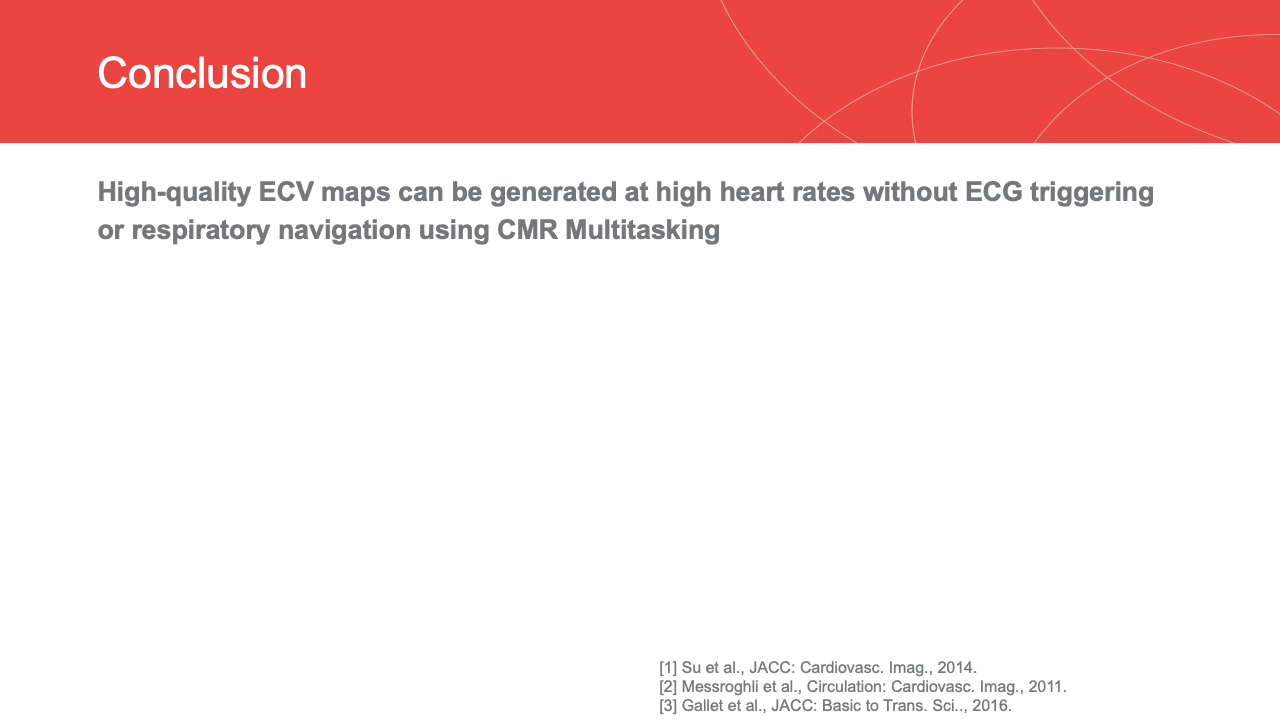 Conclusion
High-quality ECV maps can be generated at high heart rates without ECG triggering
or respiratory navigation using CMR Multitasking
[1] Su et al., JACC: Cardiovasc. Imag., 2014.
[2] Messroghli et al., Circulation: Cardiovasc. Imag., 2011.
[3] Gallet et al., JACC: Basic to Trans. Sci.., 2016.